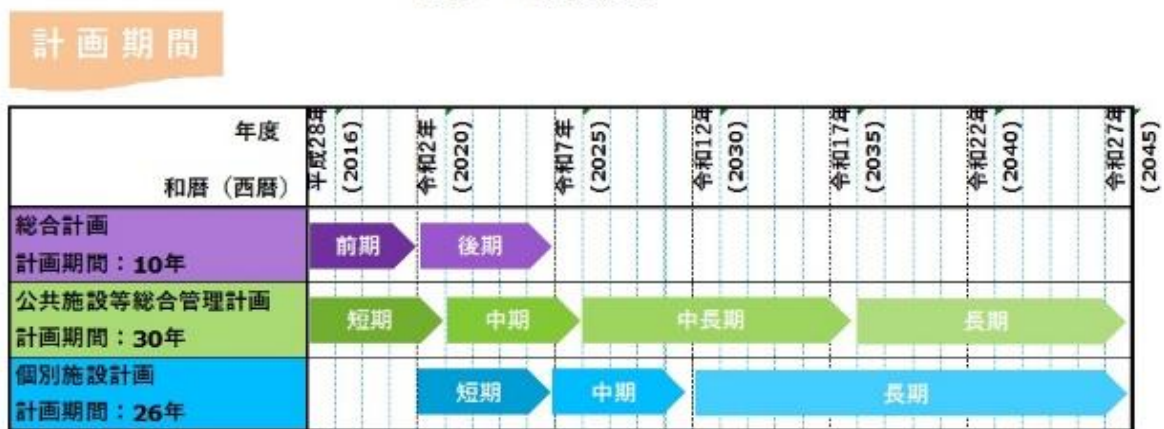 計画期間
年度
和暦（西暦）
平成28年
(2016)
令和2年
(2020)
令和7年
(2025)
令和12年
(2030)
令和17年
(2035)
令和22年
(2040)
令和27年
(2045)
総合計画
計画期間：10年
前期
後期
公共施設等総合管理計画
計画期間：30年
短期
中期
中長期
長期
個別施設計画
計画期間：26年
短期
中期
長期